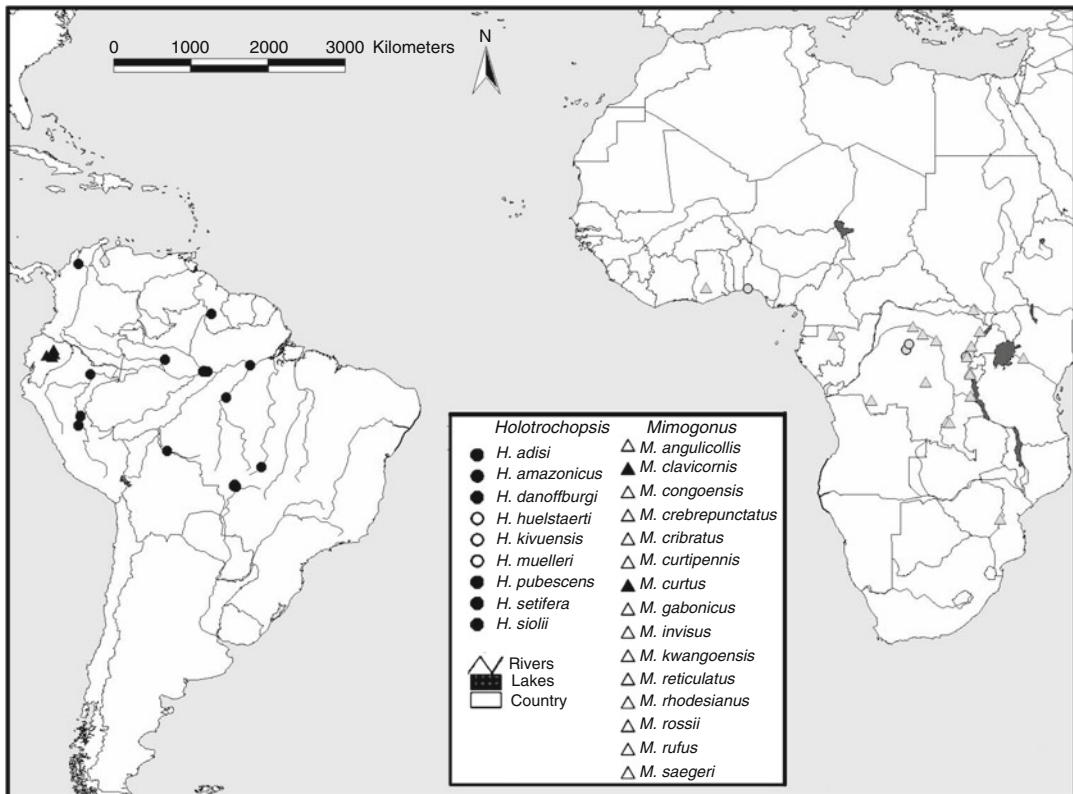 0 1000 2000 3000 Kilometers
N
Holotrochopsis
H. adisi
H. amazonicus
H. danoffburgi
H. huelstaerti
H. kivuensis
H. muelleri
H. pubescens
H. setifera
H. siolii
Rivers
Lakes
Country
Mimogonus
M. angulicollis
M. clavicornis
M. congoensis
M. crebrepunctatus
M. cribratus
M. curtipennis
M. curtus
M. gabonicus
M. invisus
M. kwangoensis
M. reticulatus
M. rhodesianus
M. rossii
M. rufus
M. saegeri